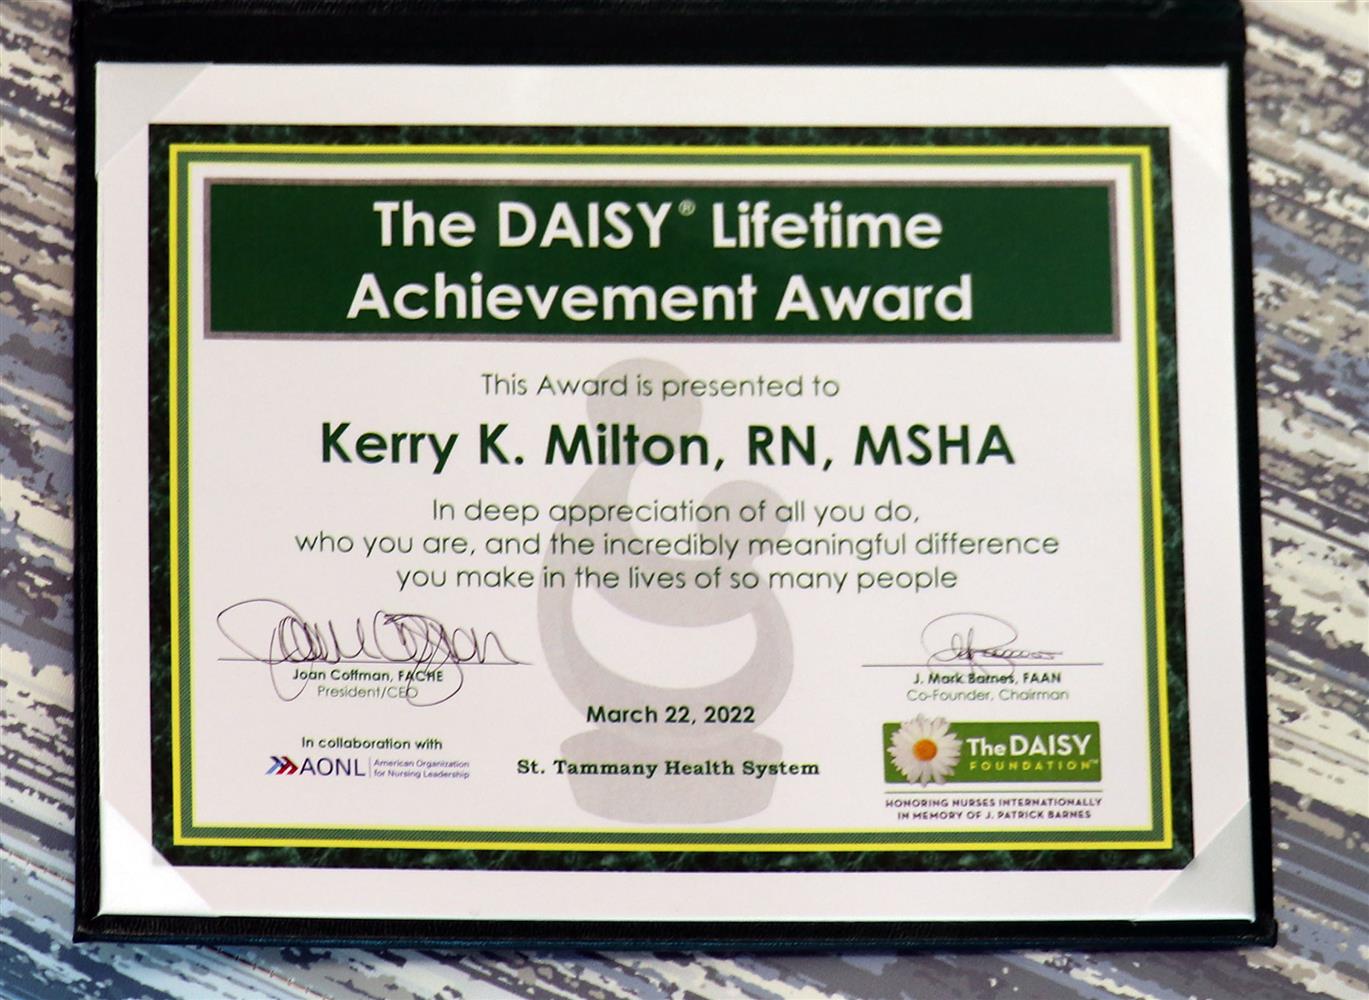 The DAISY® Lifetime
Achievement Award
This Award is presented to
Kerry K. Milton, RN, MSHA
In deep appreciation of all you do,
who you are, and the incredibly meaningful difference
you make in the lives of so many people
Joan Coffman, FACHE
President/CEO
J. Mark Barnes, FAAN
Co-Founder, Chairman
March 22, 2022
In collaboration with
AONL American Organization
for Nursing Leadership
St. Tammany Health System
The DAISY
FOUNDATION™
HONORING NURSES INTERNATIONALLY
IN MEMORY OF J. PATRICK BARNES